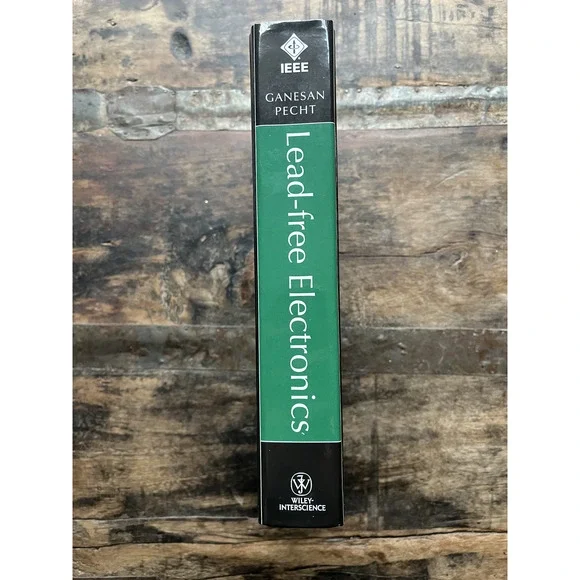 IEEE
GANESAN
PECHT
Lead-free Electronics
WILEY-
INTERSCIENCE